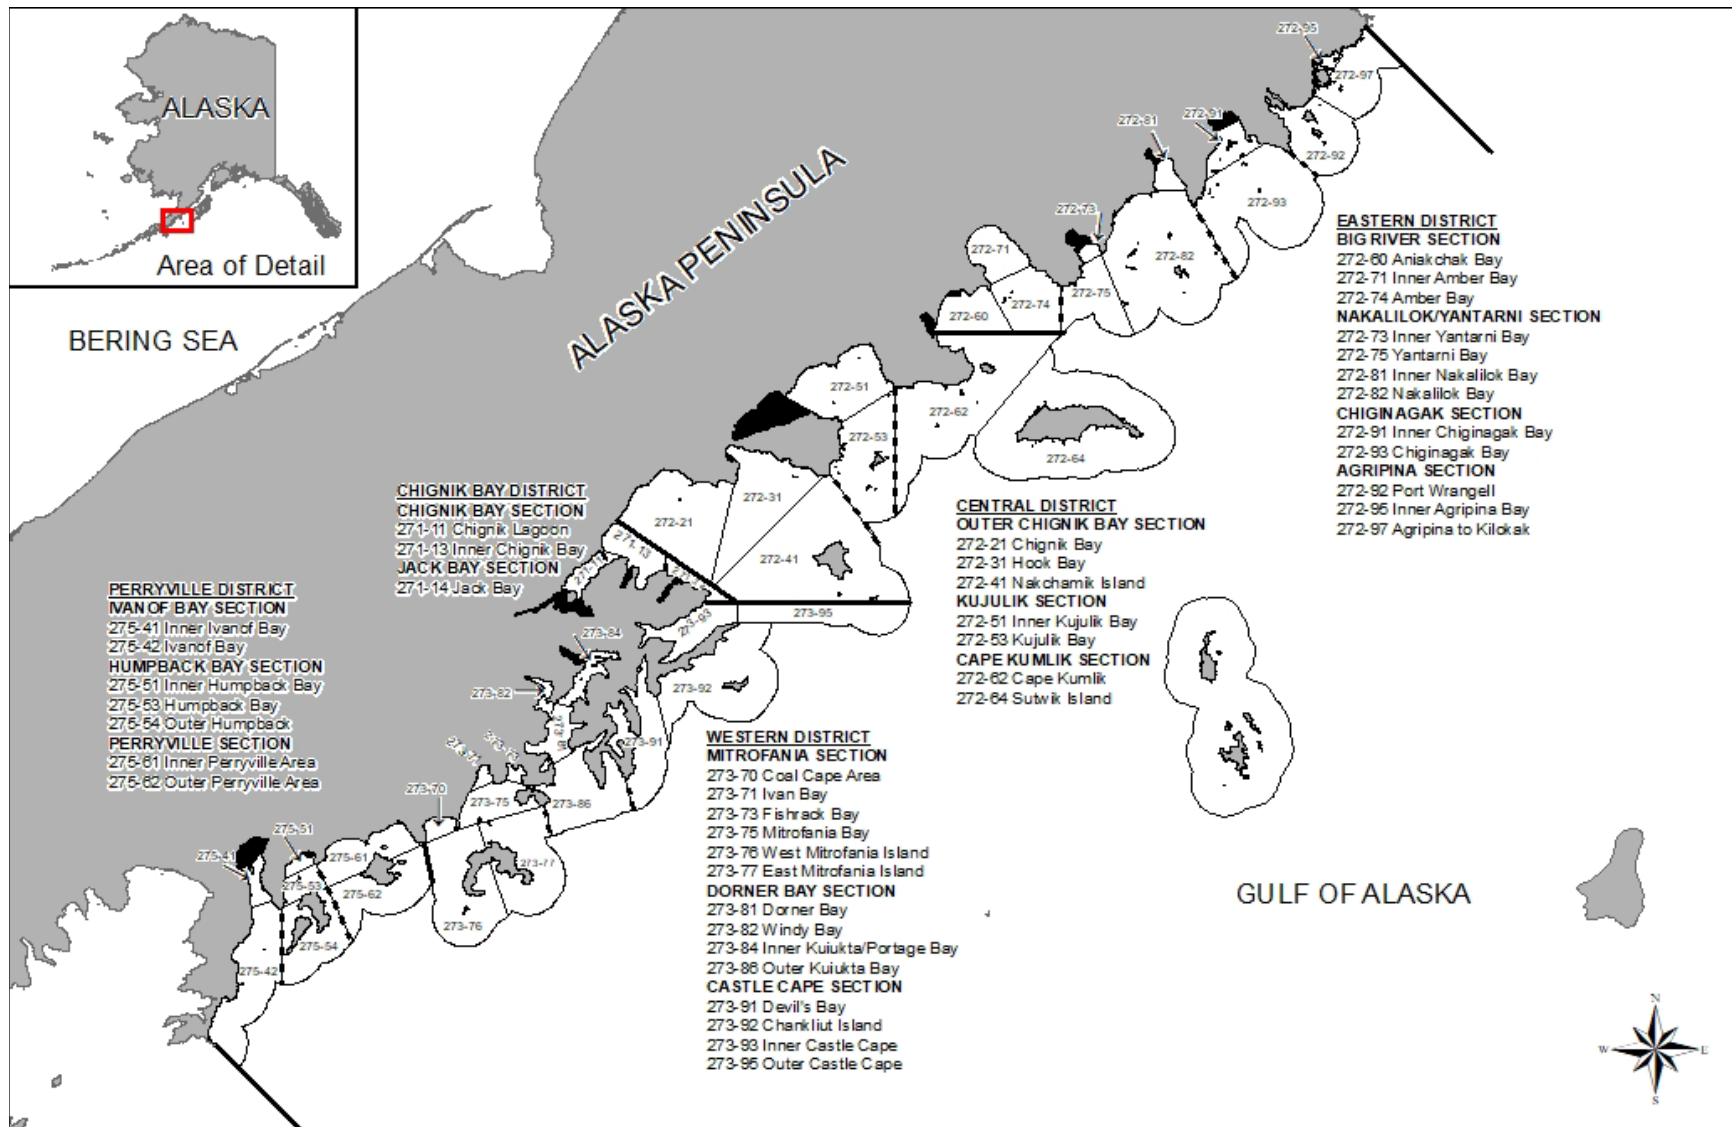 ALASKA
Area of Detail
BERING SEA
ALASKA PENINSULA
GULF OF ALASKA
272-95
272-97
272-91
272-81
272-92
272-93
272-73
272-71
272-82
272-75
272-74
272-60
272-51
272-62
272-53
272-64
272-31
272-21
272-41
271-13
271-11
273-95
273-93
273-84
273-92
273-82
273-91
273-86
273-75
273-70
273-77
273-76
275-51
275-41
275-61
275-53
275-62
275-54
275-42
EASTERN DISTRICT
BIG RIVER SECTION
272-60 Aniakchak Bay
272-71 Inner Amber Bay
272-74 Amber Bay
NAKALILOK/YANTARNI SECTION
272-73 Inner Yantarni Bay
272-75 Yantarni Bay
272-81 Inner Nakalilok Bay
272-82 Nakalilok Bay
CHIGINAGAK SECTION
272-91 Inner Chiginagak Bay
272-93 Chiginagak Bay
AGRIPINA SECTION
272-92 Port Wrangell
272-95 Inner Agripina Bay
272-97 Agripina to Kilokak
CHIGNIK BAY DISTRICT
CHIGNIK BAY SECTION
271-11 Chignik Lagoon
271-13 Inner Chignik Bay
JACK BAY SECTION
271-14 Jack Bay
CENTRAL DISTRICT
OUTER CHIGNIK BAY SECTION
272-21 Chignik Bay
272-31 Hook Bay
272-41 Nakchamik Island
KUJULIK SECTION
272-51 Inner Kujulik Bay
272-53 Kujulik Bay
CAPE KUMLIK SECTION
272-62 Cape Kumlik
272-64 Sutwik Island
PERRYVILLE DISTRICT
IVANOF BAY SECTION
275-41 Inner Ivanof Bay
275-42 Ivanof Bay
HUMPBACK BAY SECTION
275-51 Inner Humpback Bay
275-53 Humpback Bay
275-54 Outer Humpback
PERRYVILLE SECTION
275-61 Inner Perryville Area
275-62 Outer Perryville Area
WESTERN DISTRICT
MITROFANIA SECTION
273-70 Coal Cape Area
273-71 Ivan Bay
273-73 Fishrack Bay
273-75 Mitrofania Bay
273-76 West Mitrofania Island
273-77 East Mitrofania Island
DORNER BAY SECTION
273-81 Dorner Bay
273-82 Windy Bay
273-84 Inner Kuiukta/Portage Bay
273-86 Outer Kuiukta Bay
CASTLE CAPE SECTION
273-91 Devil's Bay
273-92 Chankliut Island
273-93 Inner Castle Cape
273-95 Outer Castle Cape
N
W
E
S